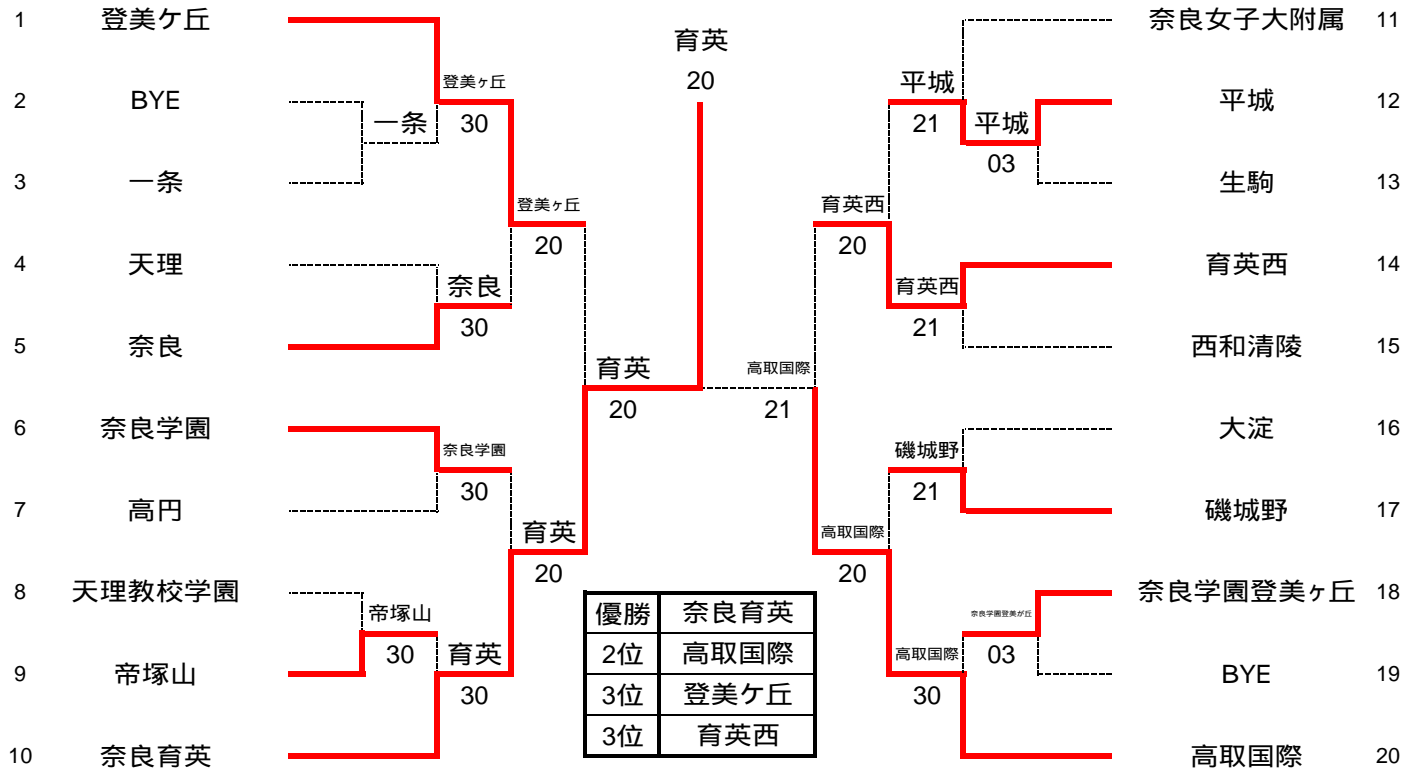 1 登美ケ丘
2 BYE
3 一条
4 天理
5 奈良
6 奈良学園
7 高円
8 天理教校学園
9 帝塚山
10 奈良育英
一条
登美ヶ丘
30
奈良
30
奈良学園
30
帝塚山
30
育英
30
登美ヶ丘
20
育英
20
育英
20
育英
20
高取国際
21
育英西
20
高取国際
20
平城
21
平城
03
育英西
21
磯城野
21
奈良学園登美が丘
03
高取国際
30
奈良女子大附属 11
平城 12
生駒 13
育英西 14
西和清陵 15
大淀 16
磯城野 17
奈良学園登美ヶ丘 18
BYE 19
高取国際 20
優勝 奈良育英
2位 高取国際
3位 登美ケ丘
3位 育英西